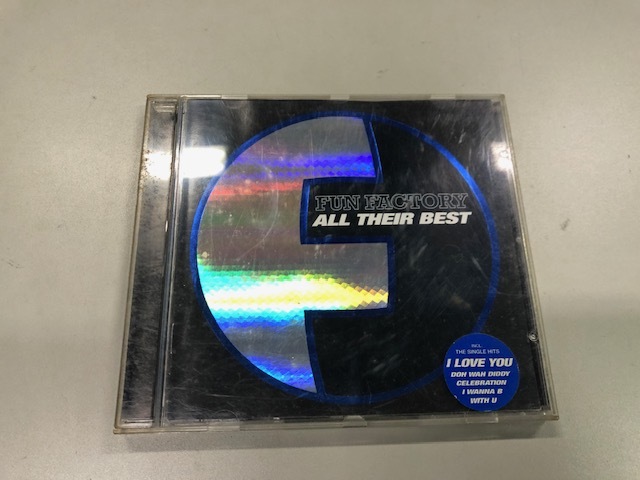 FUN FACTORY
ALL THEIR BEST
INCL.
THE SINGLE HITS
I LOVE YOU
DOH WAH DIDDY
CELEBRATION
I WANNA B
WITH U